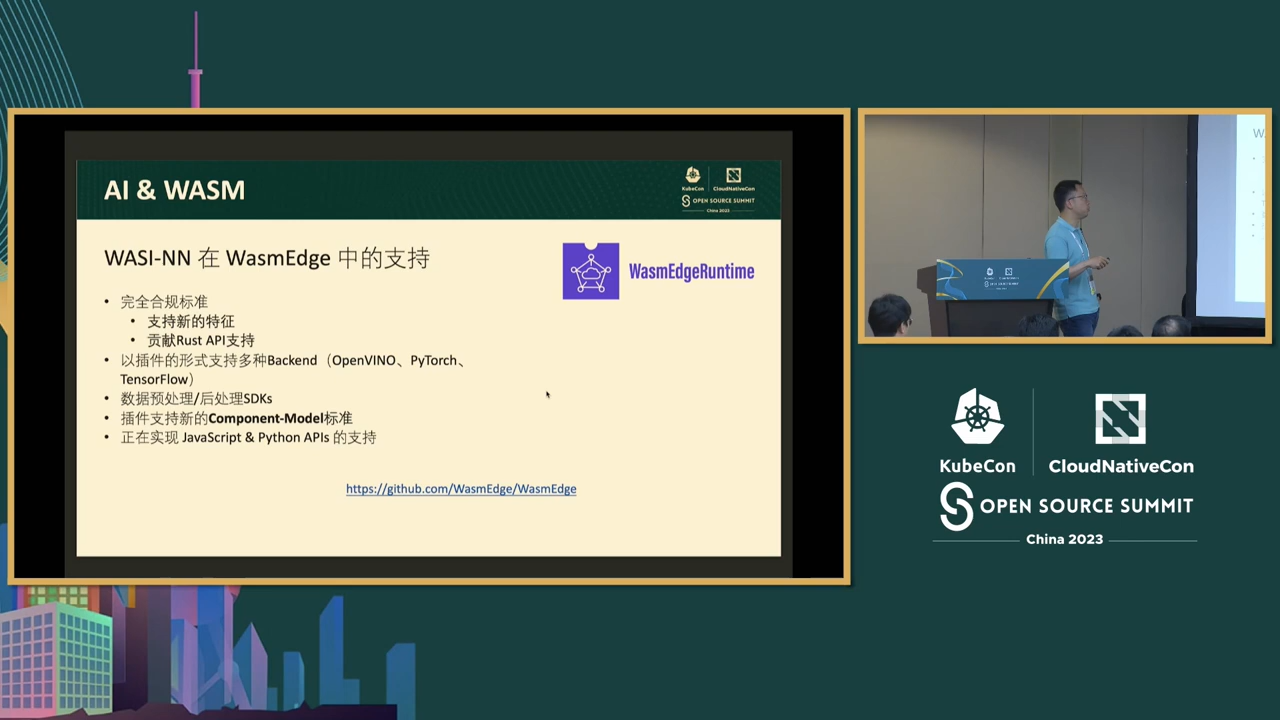 AI & WASM
KubeCon
CloudNativeCon
OPEN SOURCE SUMMIT
China 2023
WASI-NN 在 WasmEdge 中的支持
WasmEdgeRuntime
• 完全合规标准
• 支持新的特征
• 贡献Rust API支持
• 以插件的形式支持多种Backend（OpenVINO、PyTorch、
TensorFlow）
• 数据预处理/后处理SDKs
• 插件支持新的Component-Model标准
• 正在实现 JavaScript & Python APIs 的支持
https://github.com/WasmEdge/WasmEdge
W
KubeCon
CloudNativeCon
OPEN SOURCE SUMMIT
China 2023